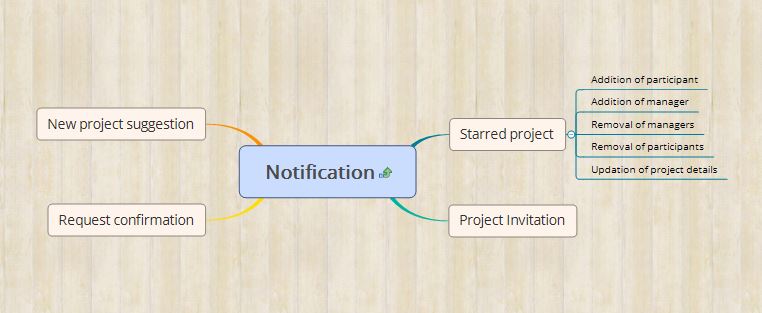 Addition of participant
Addition of manager
New project suggestion
Starred project
Removal of managers
Removal of participants
Notification
Updation of project details
Request confirmation
Project Invitation